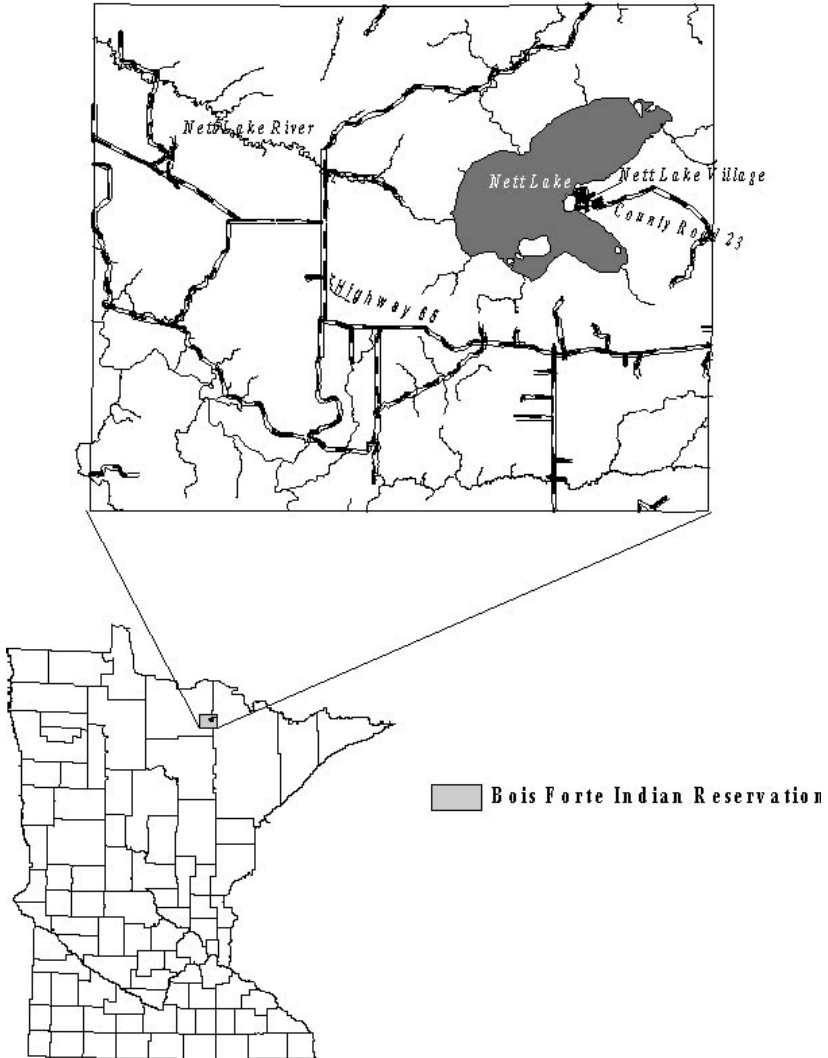 Nett Lake River
Nett Lake
Nett Lake Village
County Road 23
Highway 65
Bois Forte Indian Reservation